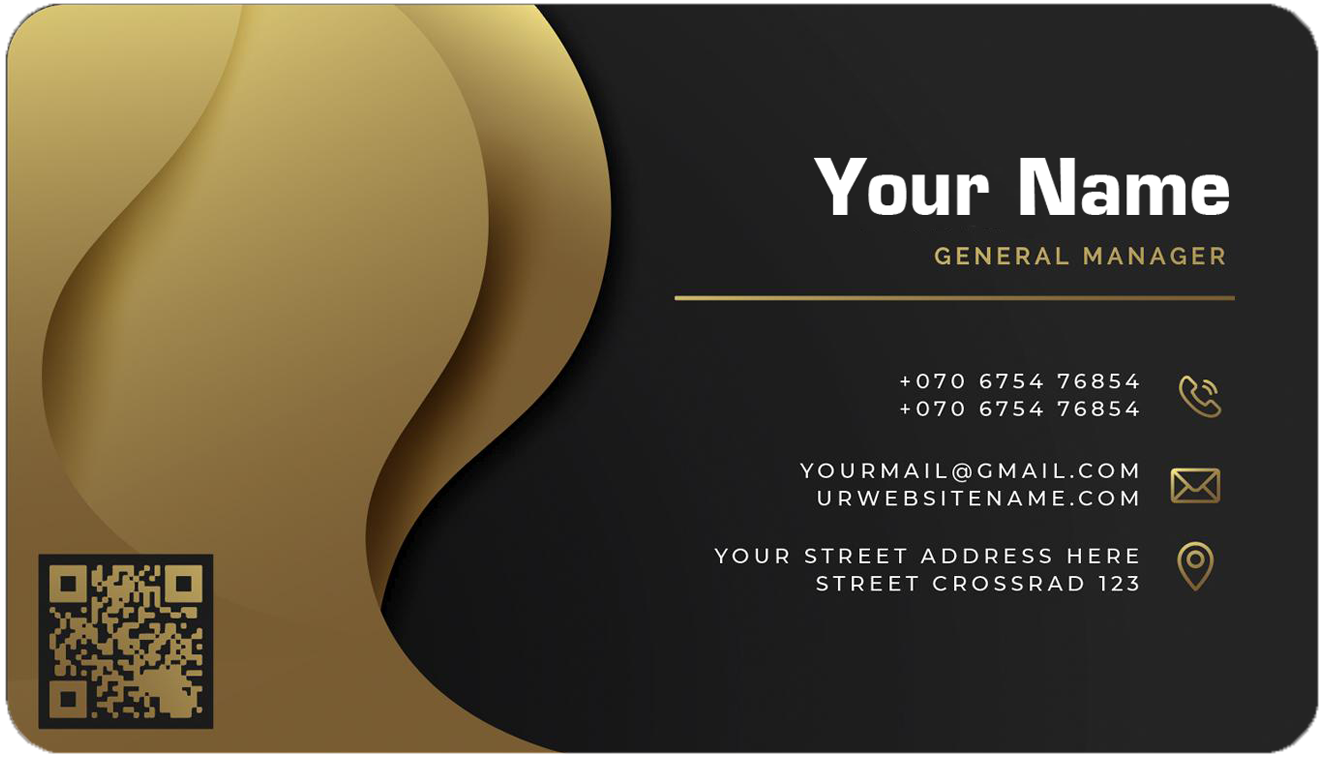 Your Name
GENERAL MANAGER
+070 6754 76854
+070 6754 76854
YOURMAIL@GMAIL.COM
URWEBSITENAME.COM
YOUR STREET ADDRESS HERE
STREET CROSSRAD 123